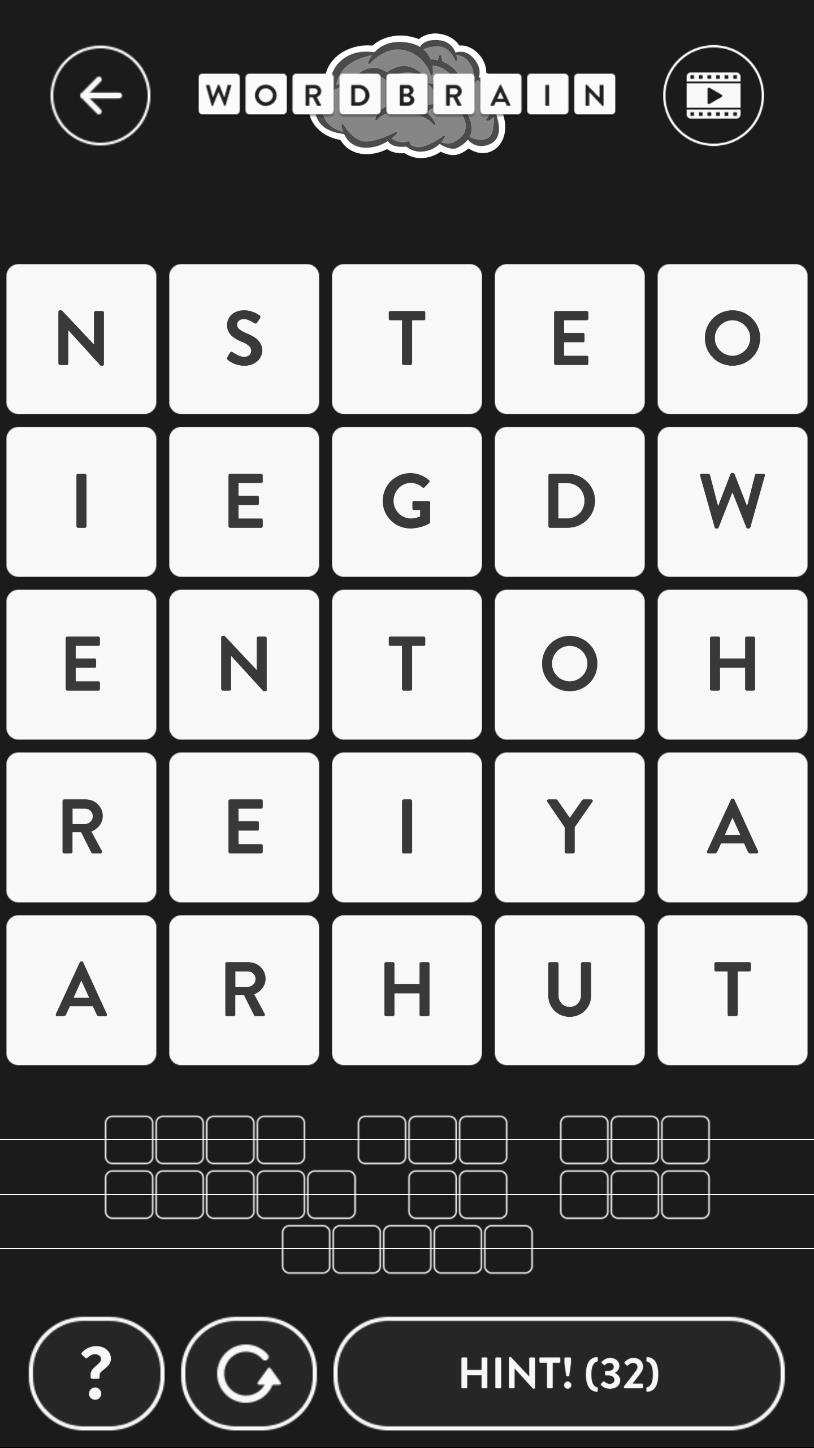 WORDBRAIN
N S T E O
I E G D W
E N T O H
R E I Y A
A R H U T
? HINT! (32)